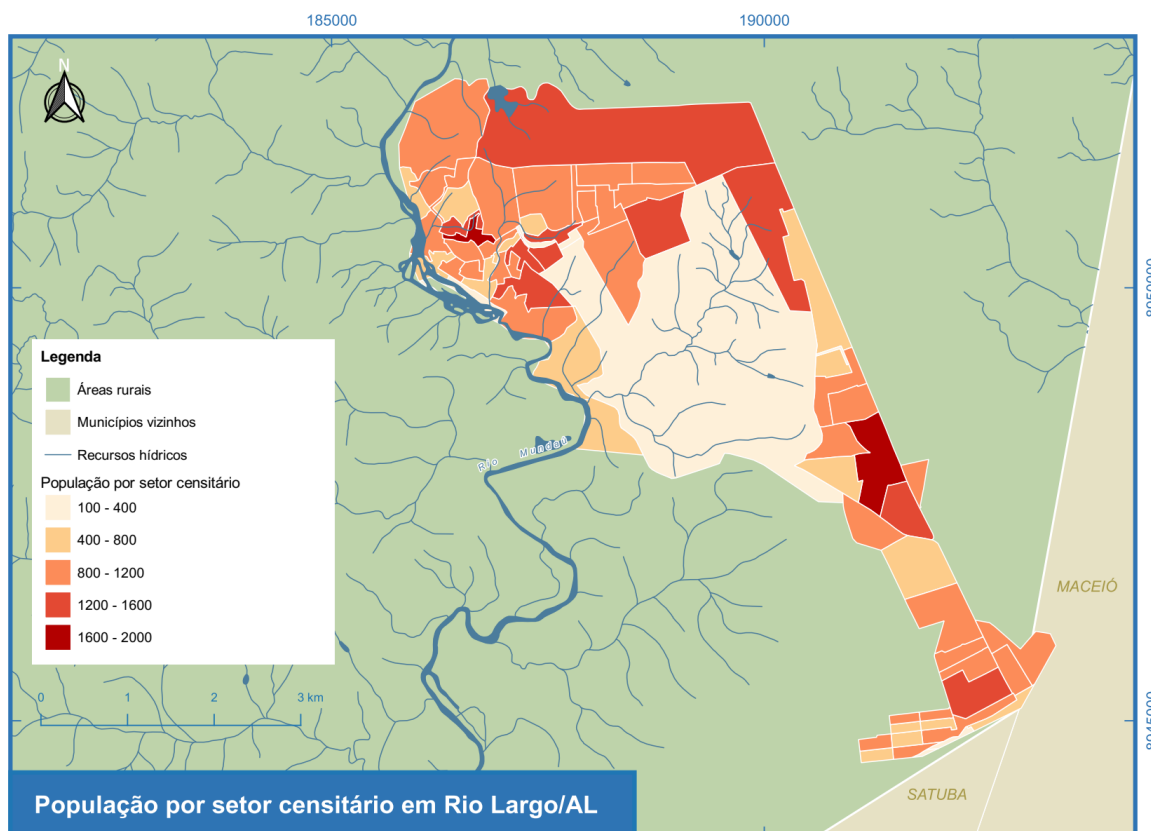 185000
190000
N
8050000
Legenda
Áreas rurais
Municípios vizinhos
Recursos hídricos
População por setor censitário
100 - 400
400 - 800
800 - 1200
1200 - 1600
1600 - 2000
Rio Mundaú
MACEIÓ
0 1 2 3 km
8045000
População por setor censitário em Rio Largo/AL
SATUBA